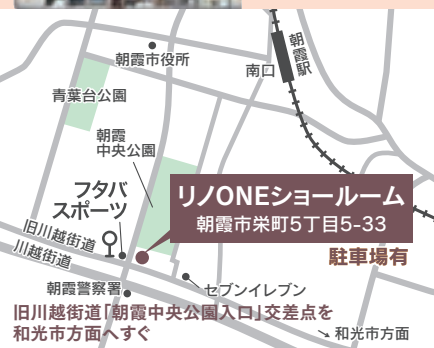 朝霞市役所
南口
朝霞駅
青葉台公園
朝霞
中央公園
フタバ
スポーツ
リノONEショールーム
朝霞市栄町5丁目5-33
駐車場有
旧川越街道
川越街道
朝霞警察署
セブンイレブン
旧川越街道「朝霞中央公園入口」交差点を
和光市方面へすぐ
→和光市方面